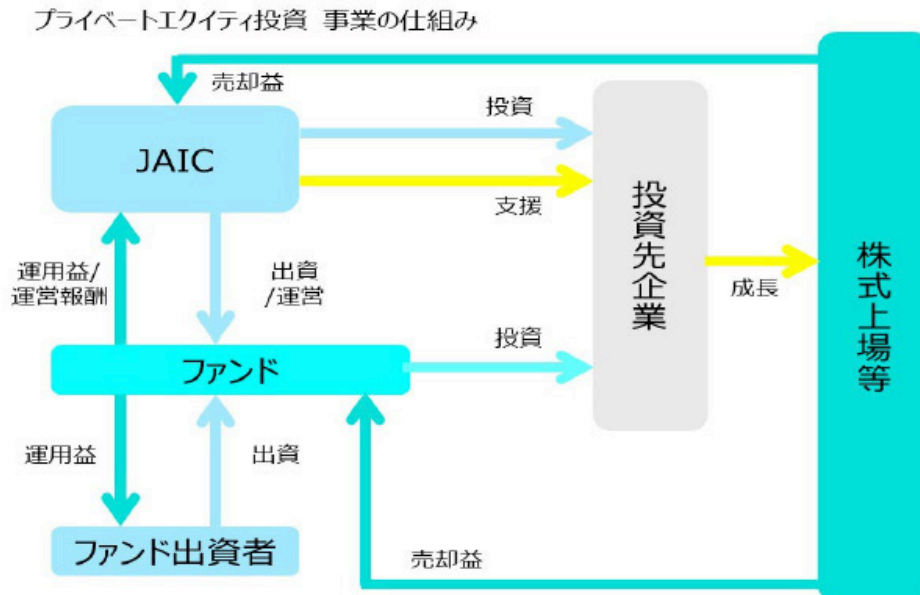 プライベートエクイティ投資 事業の仕組み
売却益
JAIC
投資
支援
投資先企業
成長
株式上場等
運用益/
運営報酬
出資
/運営
投資
ファンド
運用益
出資
ファンド出資者
売却益